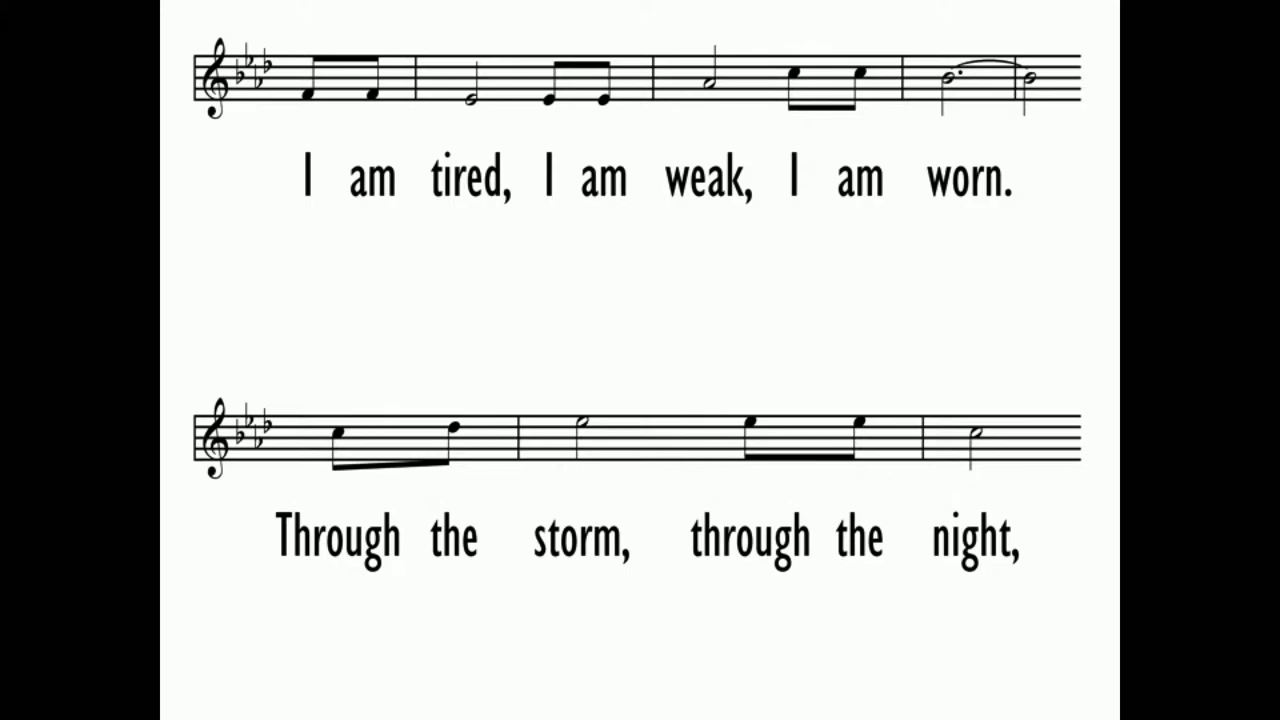 I am tired, I am weak, I am worn.
Through the storm, through the night,